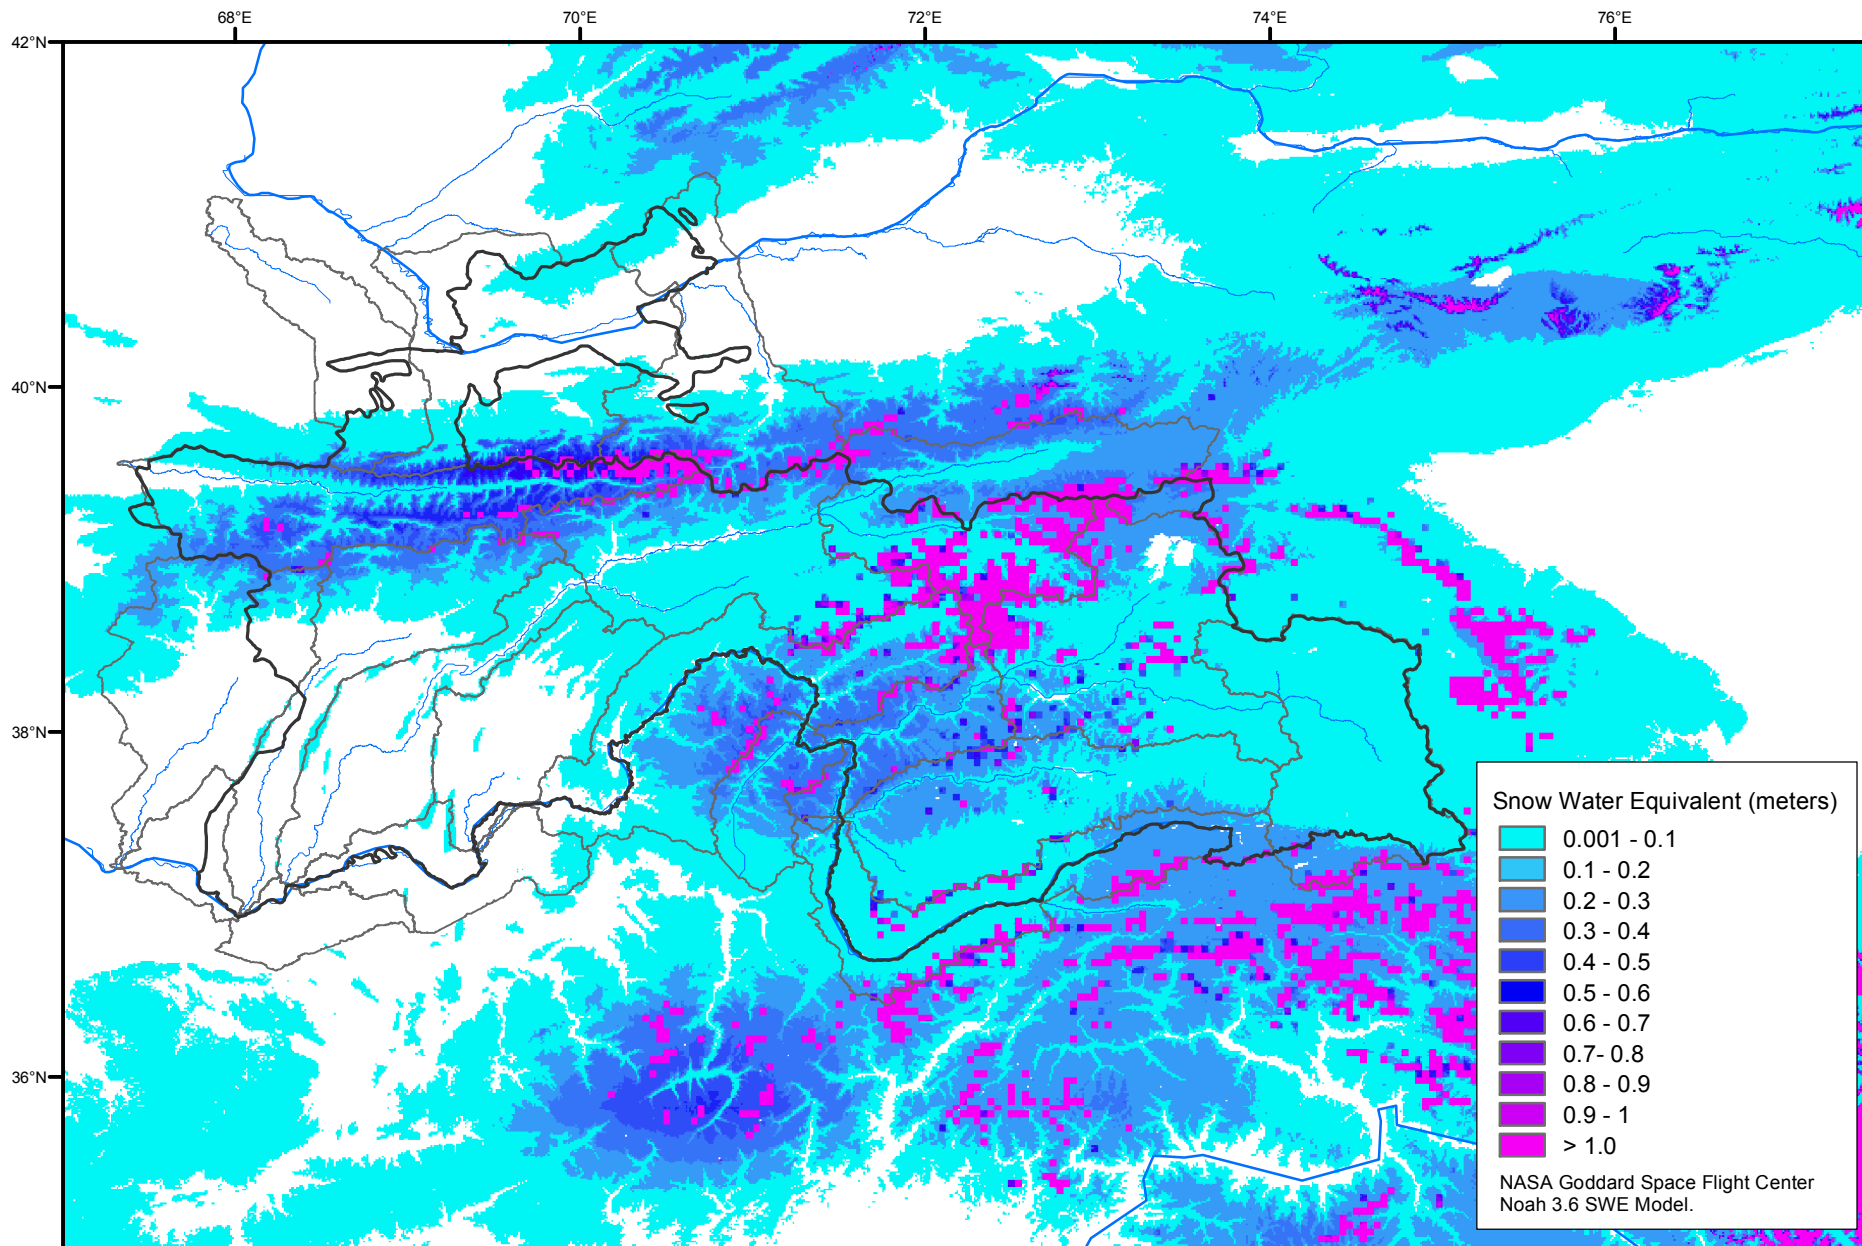 68°E 70°E 72°E 74°E 76°E
42°N
40°N
38°N
36°N
Snow Water Equivalent (meters)
0.001 - 0.1
0.1 - 0.2
0.2 - 0.3
0.3 - 0.4
0.4 - 0.5
0.5 - 0.6
0.6 - 0.7
0.7- 0.8
0.8 - 0.9
0.9 - 1
> 1.0
NASA Goddard Space Flight Center
Noah 3.6 SWE Model.